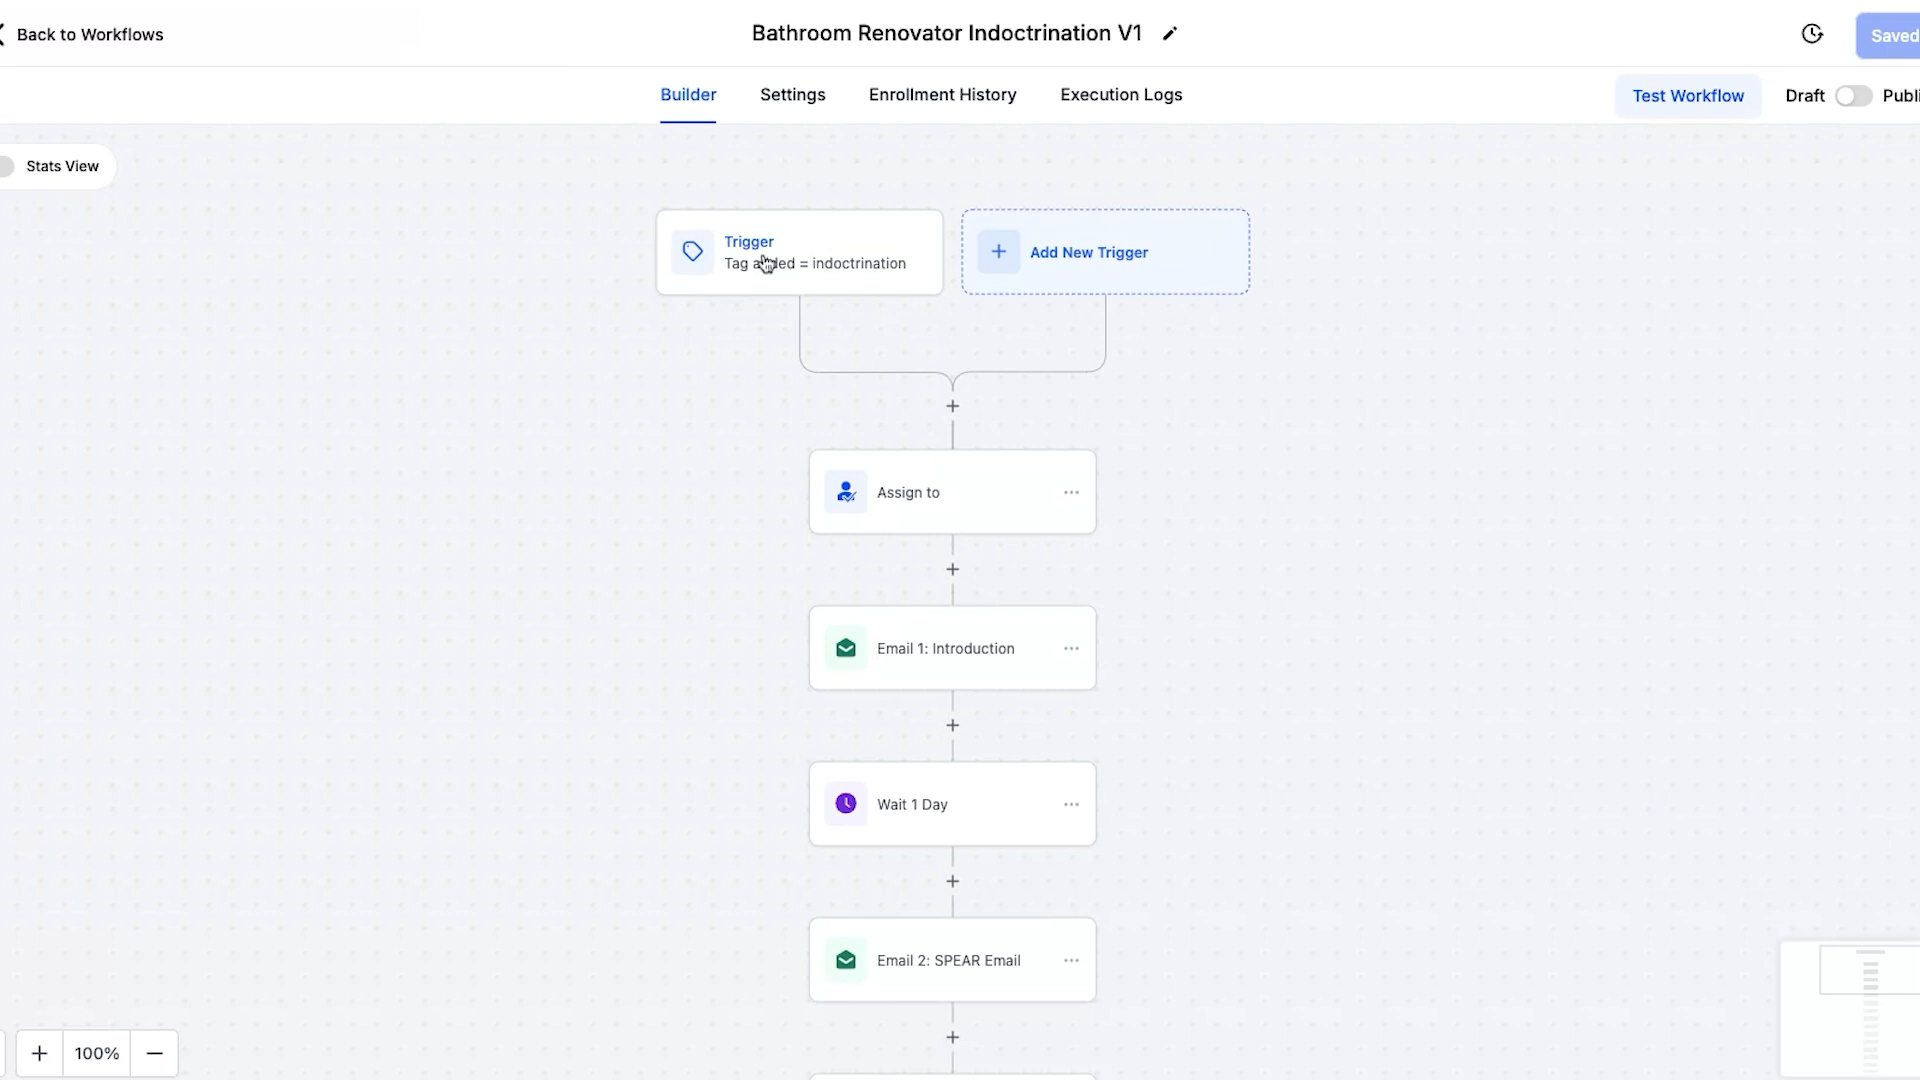 Back to Workflows
Bathroom Renovator Indoctrination V1
Saved
Builder
Settings
Enrollment History
Execution Logs
Test Workflow
Draft
Publi
Stats View
Trigger
Tag added = indoctrination
Add New Trigger
Assign to
Email 1: Introduction
Wait 1 Day
Email 2: SPEAR Email
100%